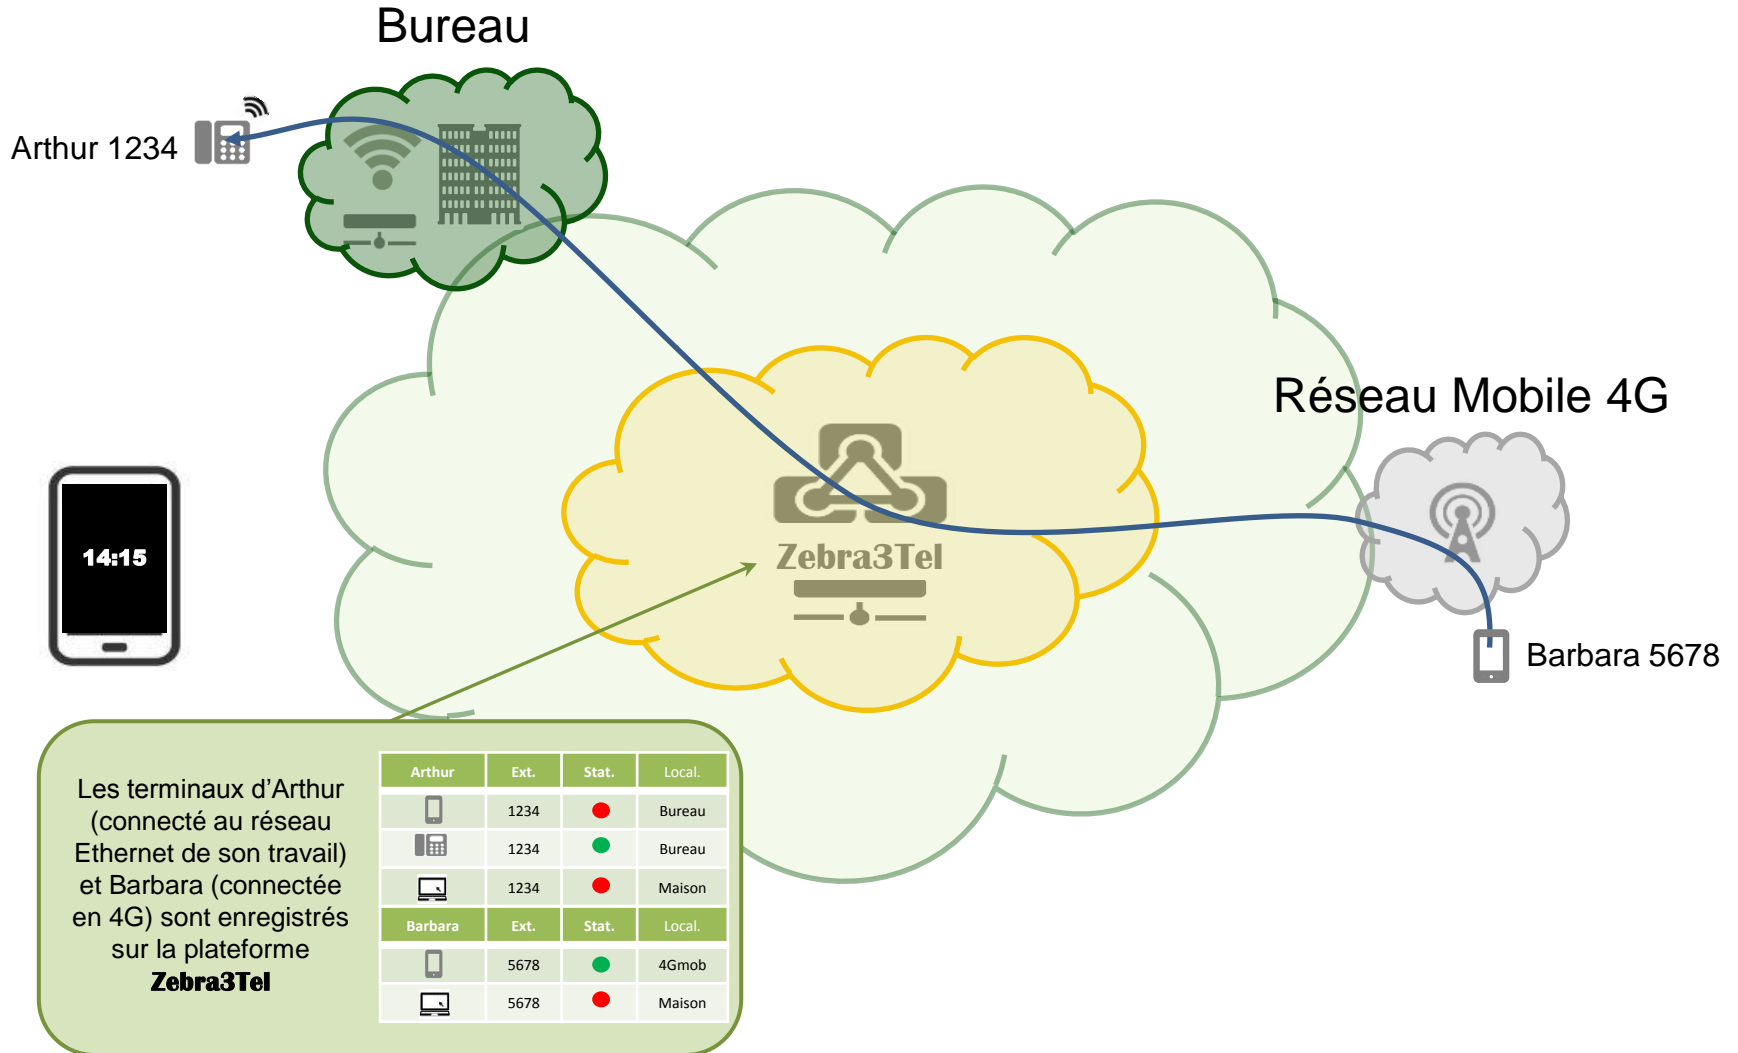 Bureau
Arthur 1234
Réseau Mobile 4G
14:15
Zebra3Tel
Barbara 5678
Les terminaux d’Arthur
(connecté au réseau
Ethernet de son travail)
et Barbara (connectée
en 4G) sont enregistrés
sur la plateforme
Zebra3Tel
Arthur Ext. Stat. Local.
1234 Bureau
1234 Bureau
1234 Maison
Barbara Ext. Stat. Local.
5678 4Gmob
5678 Maison